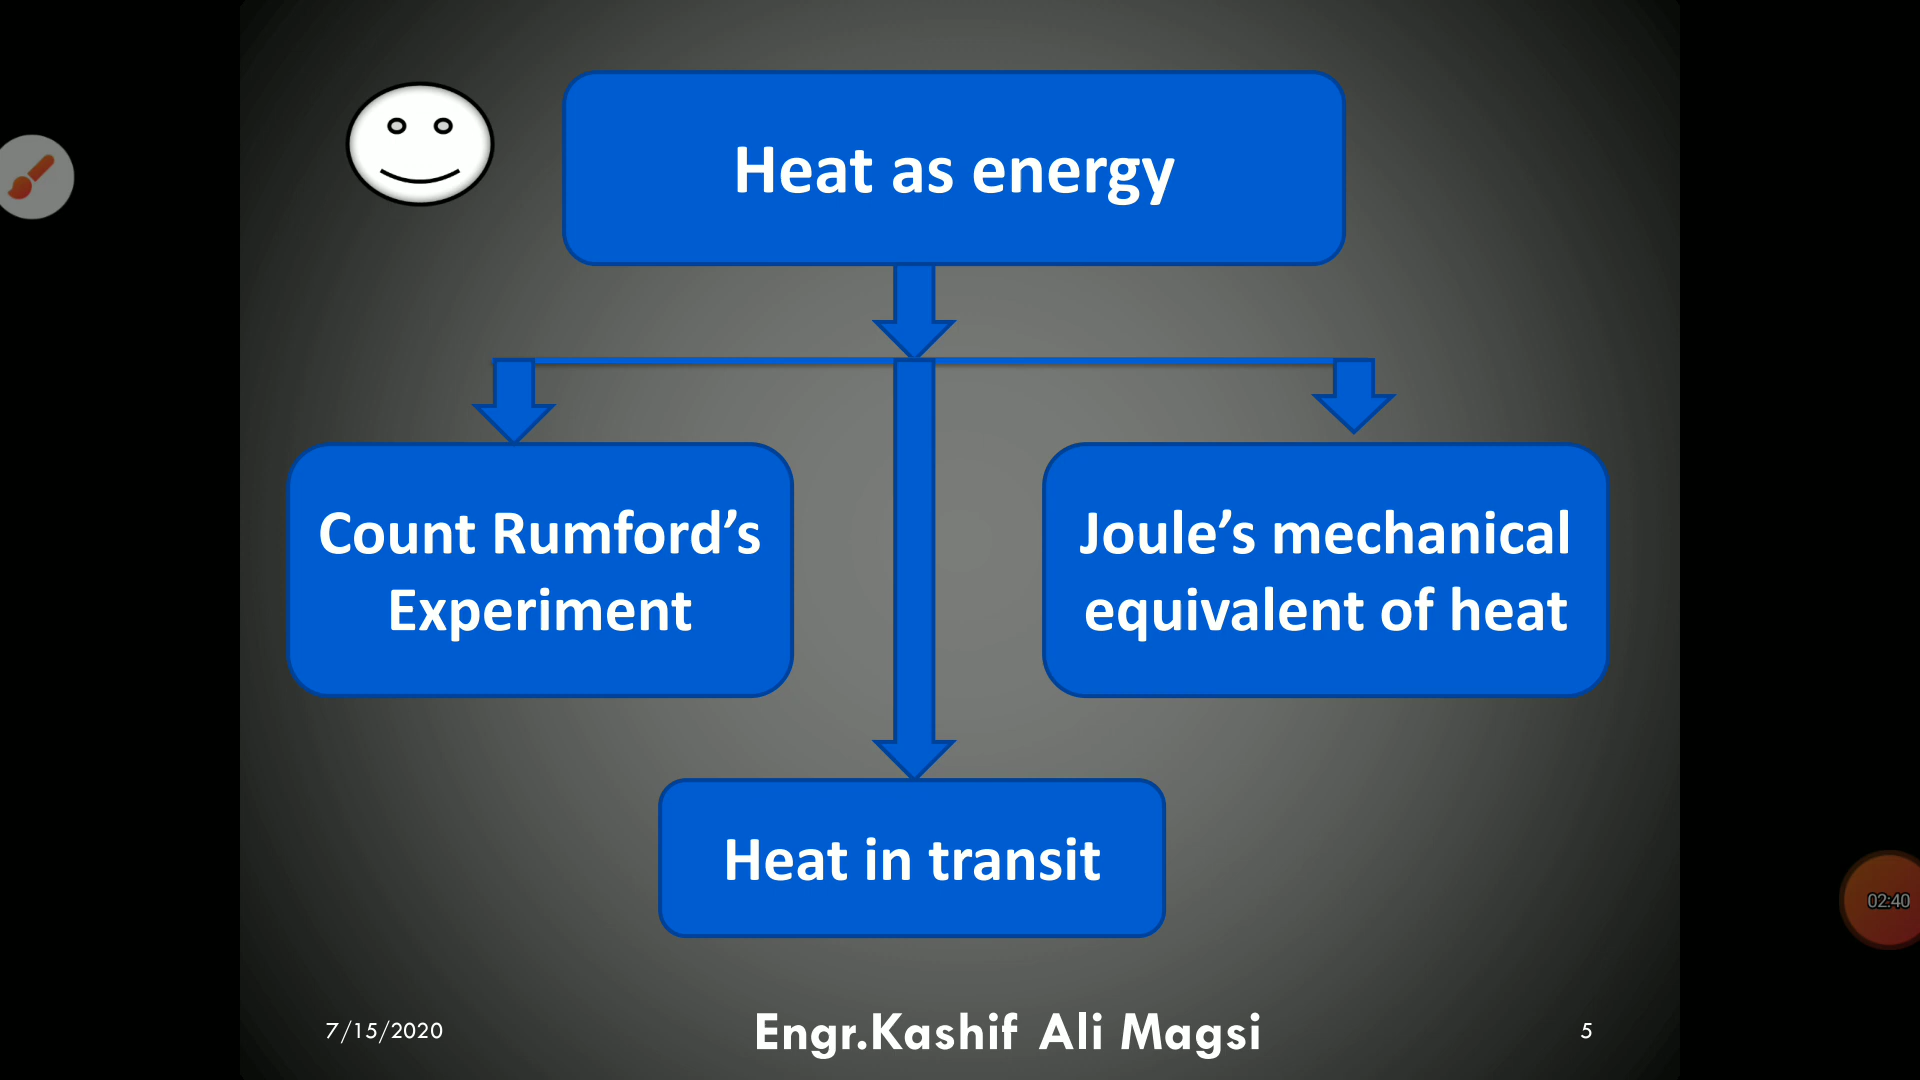 Heat as energy
Count Rumford’s
Experiment
Joule’s mechanical
equivalent of heat
Heat in transit
02:40
7/15/2020
Engr.Kashif Ali Magsi
5